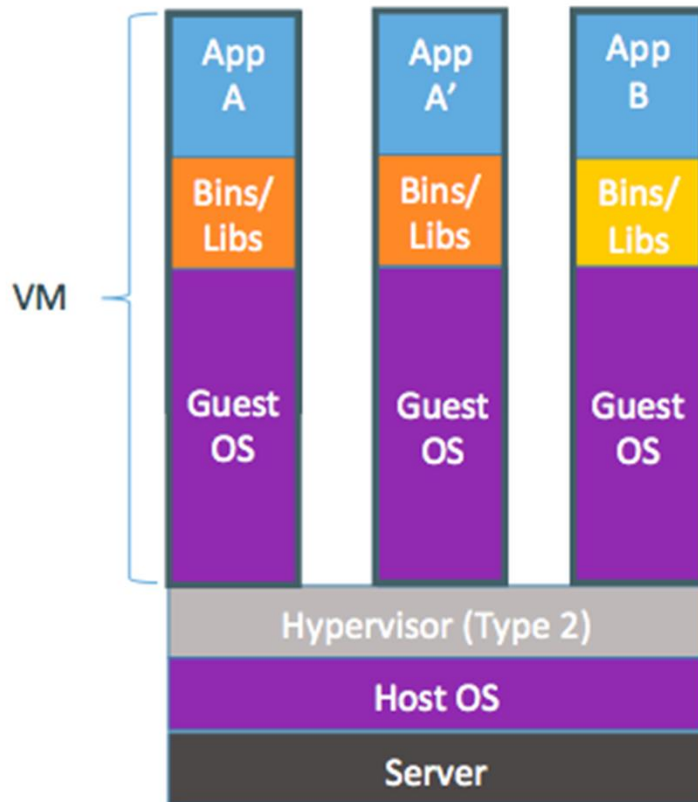 App
A
App
A’
App
B
Bins/
Libs
Bins/
Libs
Bins/
Libs
VM
Guest
OS
Guest
OS
Guest
OS
Hypervisor (Type 2)
Host OS
Server